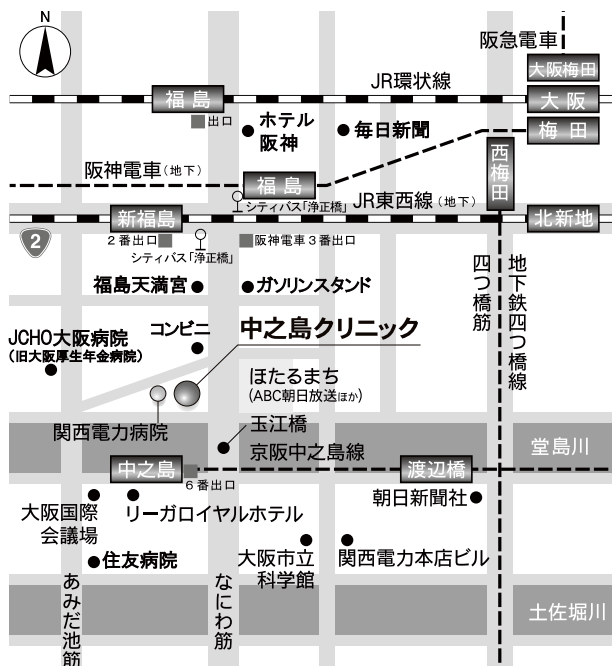 N
阪急電車
大阪梅田
JR環状線
福島
大阪
出口
ホテル
阪神
毎日新聞
梅田
阪神電車(地下)
福島
西梅田
シティバス「浄正橋」
JR東西線(地下)
新福島
北新地
2
2番出口
シティバス「浄正橋」
阪神電車3番出口
福島天満宮
ガソリンスタンド
四つ橋筋
地下鉄四つ橋線
コンビニ
中之島クリニック
JCHO大阪病院
(旧大阪厚生年金病院)
ほたるまち
(ABC朝日放送ほか)
関西電力病院
玉江橋
京阪中之島線
堂島川
中之島
渡辺橋
6番出口
朝日新聞社
大阪国際
会議場
リーガロイヤルホテル
住友病院
大阪市立
科学館
関西電力本店ビル
あみだ池筋
なにわ筋
土佐堀川